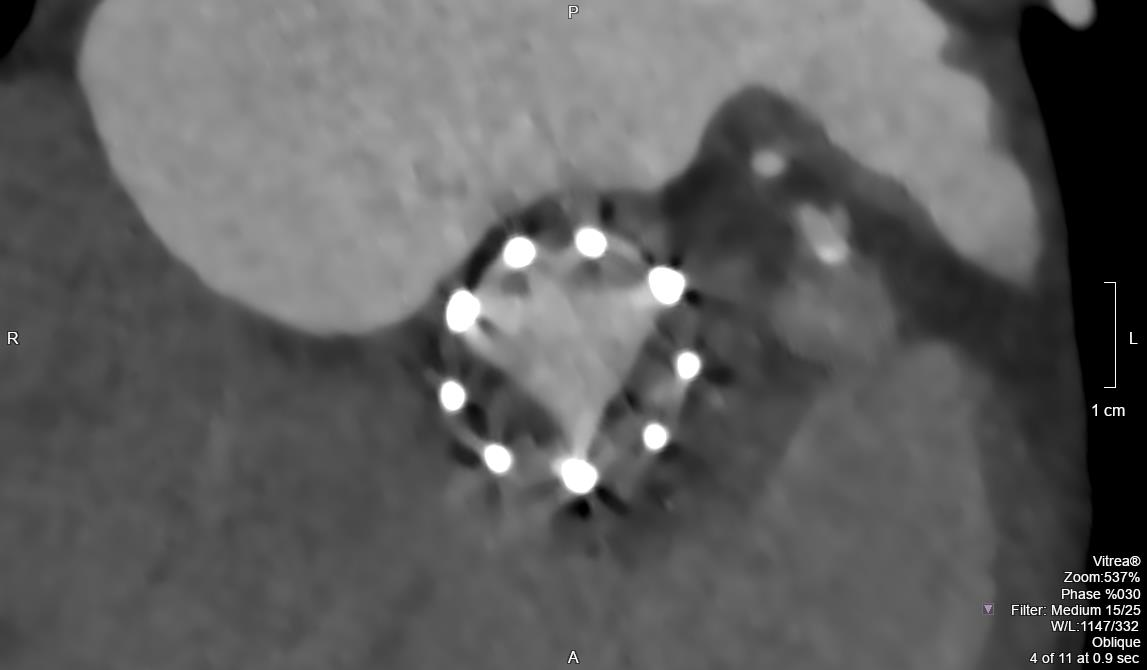 P
R
L
1 cm
Vitrea®
Zoom:537%
Phase %030
Filter: Medium 15/25
W/L:1147/332
Oblique
4 of 11 at 0.9 sec
A